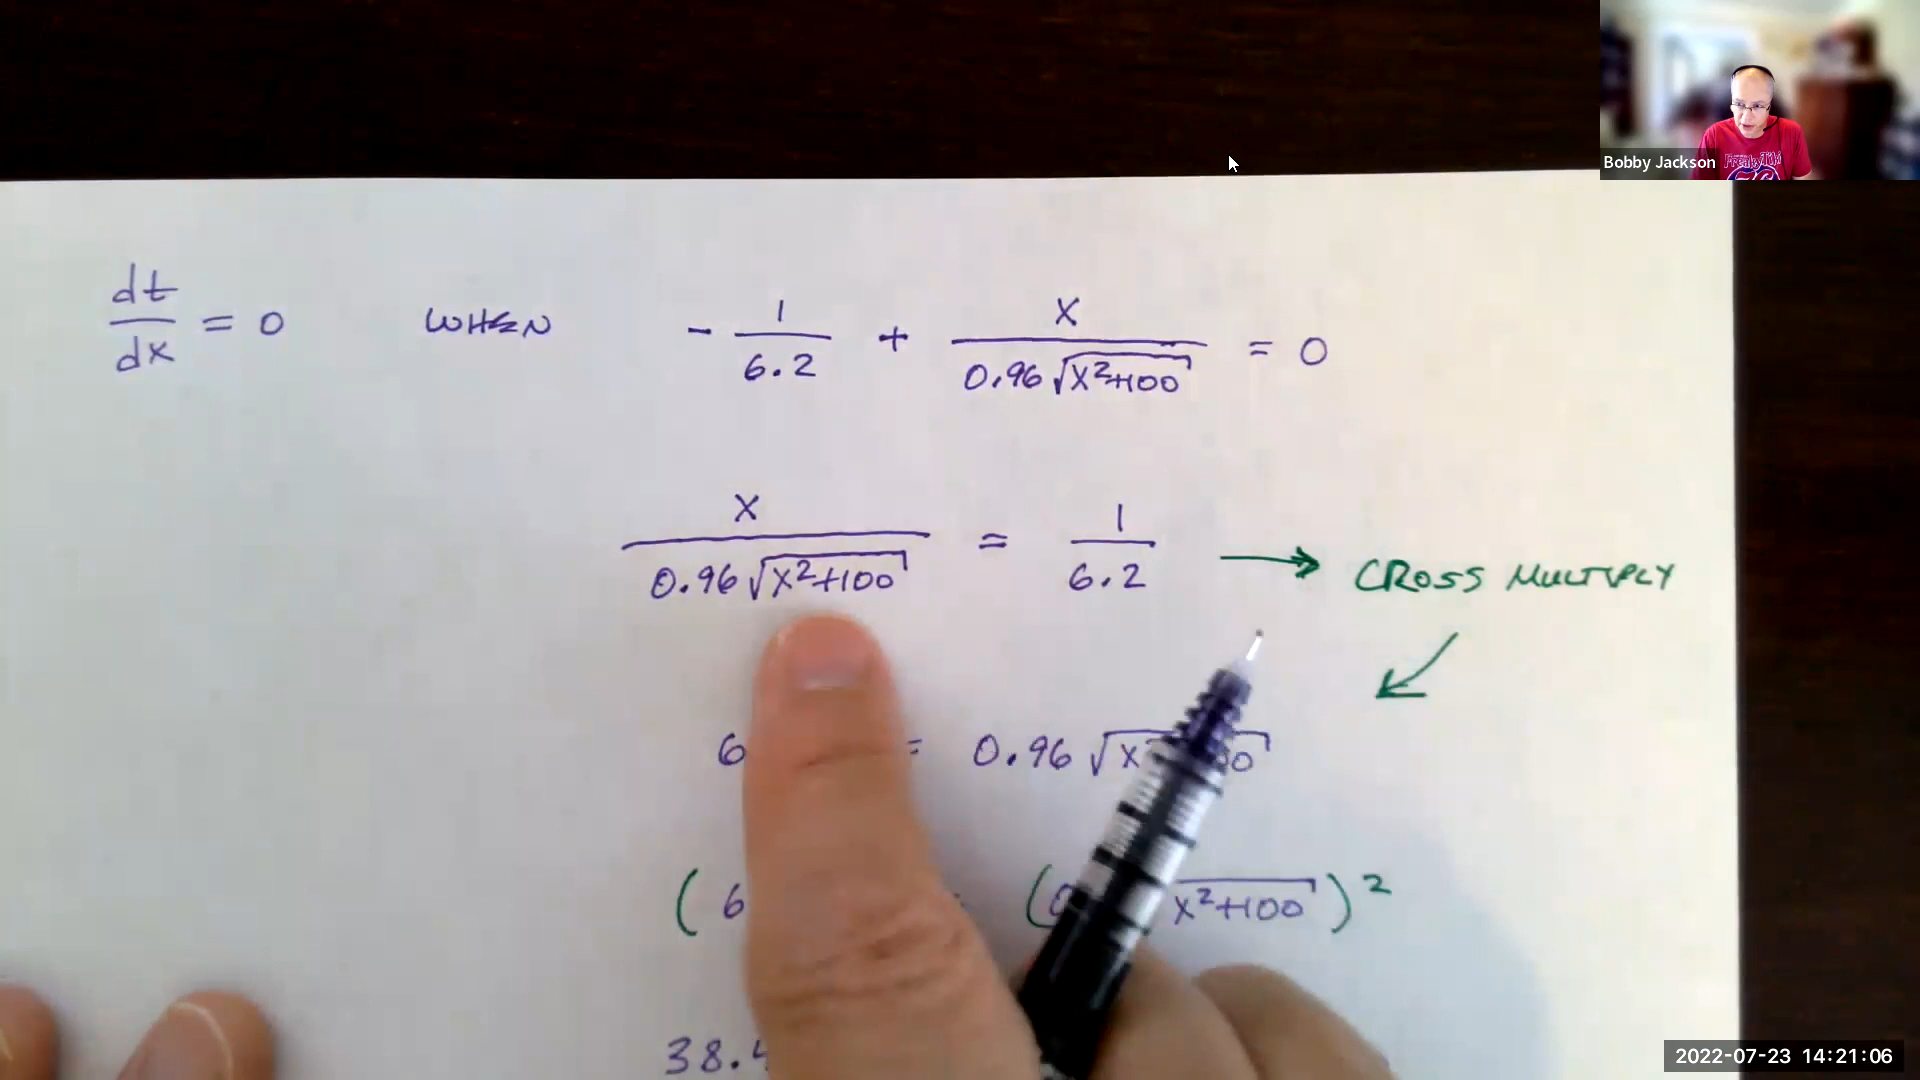 Bobby Jackson
dt/dx = 0 WHEN - 1/6.2 + x/0.96√x²+100 = 0
x/0.96√x²+100 = 1/6.2 → CROSS MULTIPLY
6 = 0.96 √x
(6 ( x²+100)²
38.4
2022-07-23 14:21:06